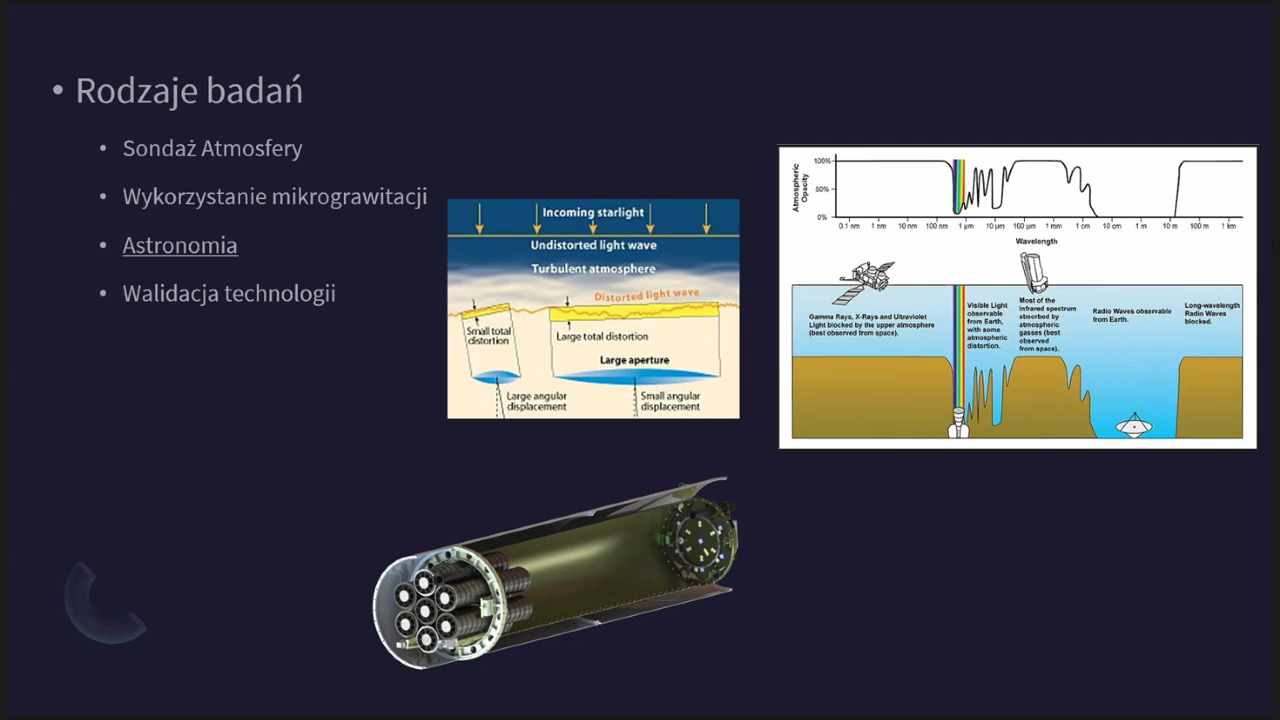 • Rodzaje badań
• Sondaż Atmosfery
• Wykorzystanie mikrograwitacji
• Astronomia
• Walidacja technologii
Incoming starlight
Undistorted light wave
Turbulent atmosphere
Distorted light wave
Small total
distortion
Large total distortion
Large aperture
Large angular
displacement
Small angular
displacement
Atmospheric
Opacity
100%
50%
0%
0.1 nm 1 nm 10 nm 100 nm 1 µm 10 µm 100 µm 1 mm 1 cm 10 cm 1 m 10 m 100 m 1 km
Wavelength
Gamma Rays, X-Rays and Ultraviolet
Light blocked by the upper atmosphere
(best observed from space).
Visible Light
observable
from Earth,
with some
atmospheric
distortion.
Most of the
Infrared spectrum
absorbed by
atmospheric
gasses (best
observed
from space).
Radio Waves observable
from Earth.
Long-wavelength
Radio Waves
blocked.